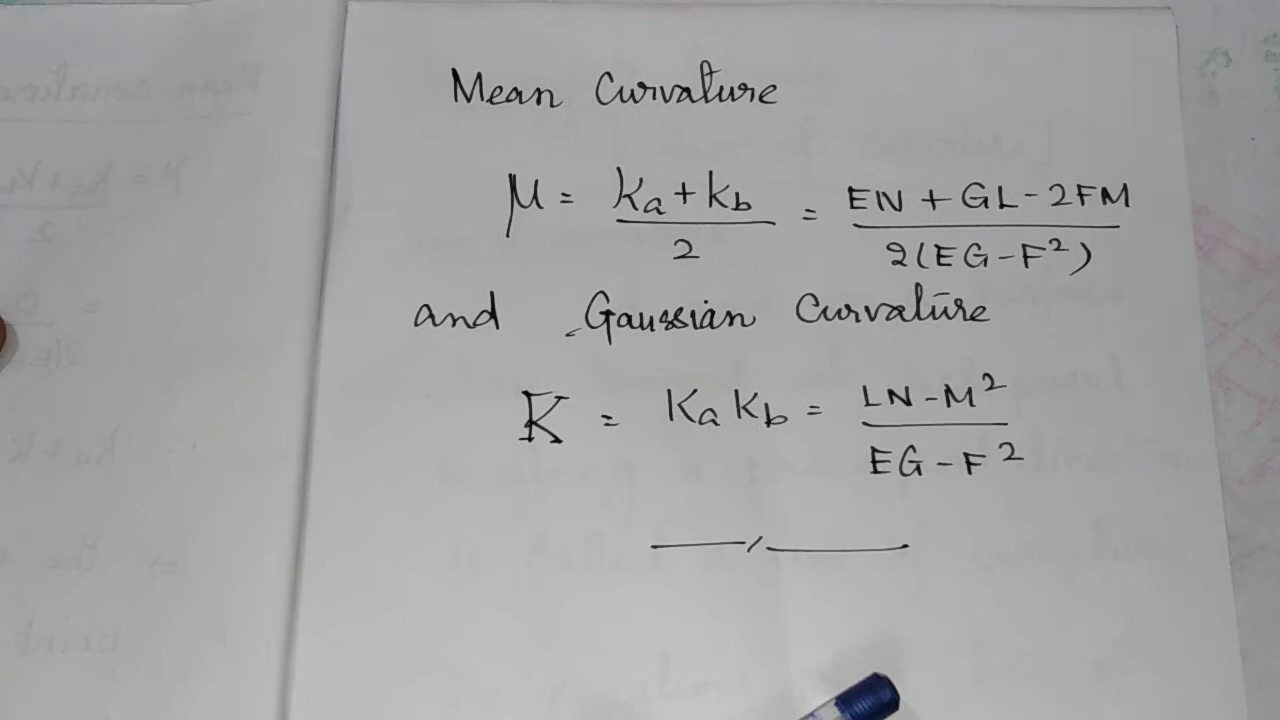 Mean Curvature
μ = (Ka + kb)/2 = (EN + GL - 2FM)/(2(EG - F²))
and Gaussian Curvature
K = Ka Kb = (LN - M²)/(EG - F²)